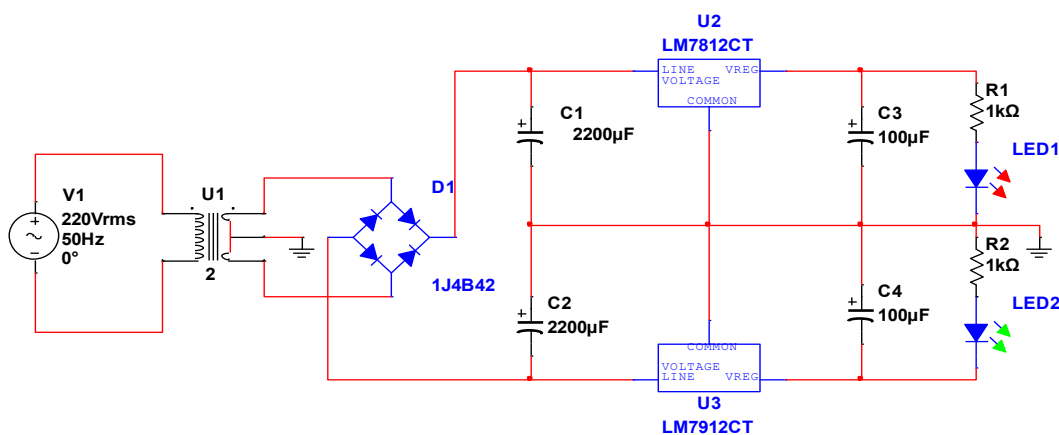 U2
LM7812CT
LINE VREG
VOLTAGE
COMMON
C1
2200µF
C3
100µF
R1
1kΩ
LED1
V1
220Vrms
50Hz
0°
U1
2
D1
1J4B42
R2
1kΩ
C2
2200µF
C4
100µF
LED2
COMMON
VOLTAGE
LINE VREG
U3
LM7912CT